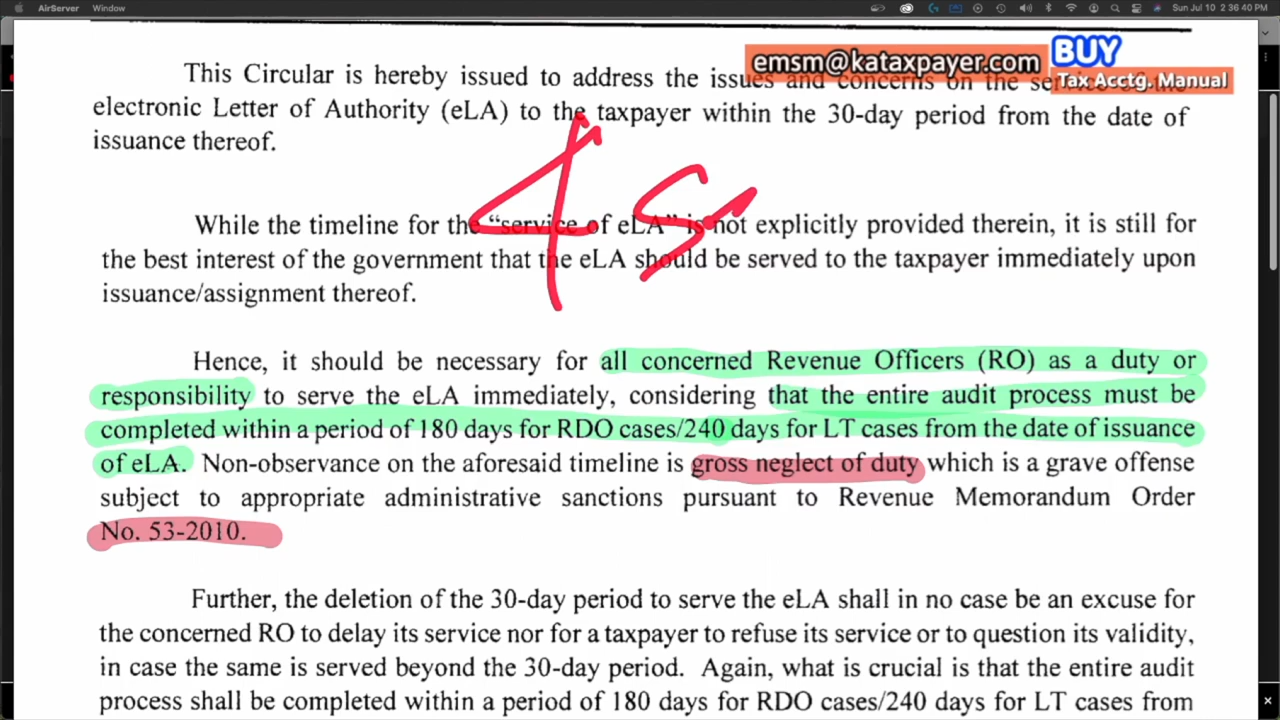 AirServer Window Sun Jul 10 2:36:40 PM
emsm@kataxpayer.com BUY
Tax Acctg. Manual
This Circular is hereby issued to address the issues and concerns on the service of the
electronic Letter of Authority (eLA) to the taxpayer within the 30-day period from the date of
issuance thereof.
While the timeline for the “service of eLA” is not explicitly provided therein, it is still for
the best interest of the government that the eLA should be served to the taxpayer immediately upon
issuance/assignment thereof.
Hence, it should be necessary for all concerned Revenue Officers (RO) as a duty or
responsibility to serve the eLA immediately, considering that the entire audit process must be
completed within a period of 180 days for RDO cases/240 days for LT cases from the date of issuance
of eLA. Non-observance on the aforesaid timeline is gross neglect of duty which is a grave offense
subject to appropriate administrative sanctions pursuant to Revenue Memorandum Order
No. 53-2010.
Further, the deletion of the 30-day period to serve the eLA shall in no case be an excuse for
the concerned RO to delay its service nor for a taxpayer to refuse its service or to question its validity,
in case the same is served beyond the 30-day period. Again, what is crucial is that the entire audit
process shall be completed within a period of 180 days for RDO cases/240 days for LT cases from